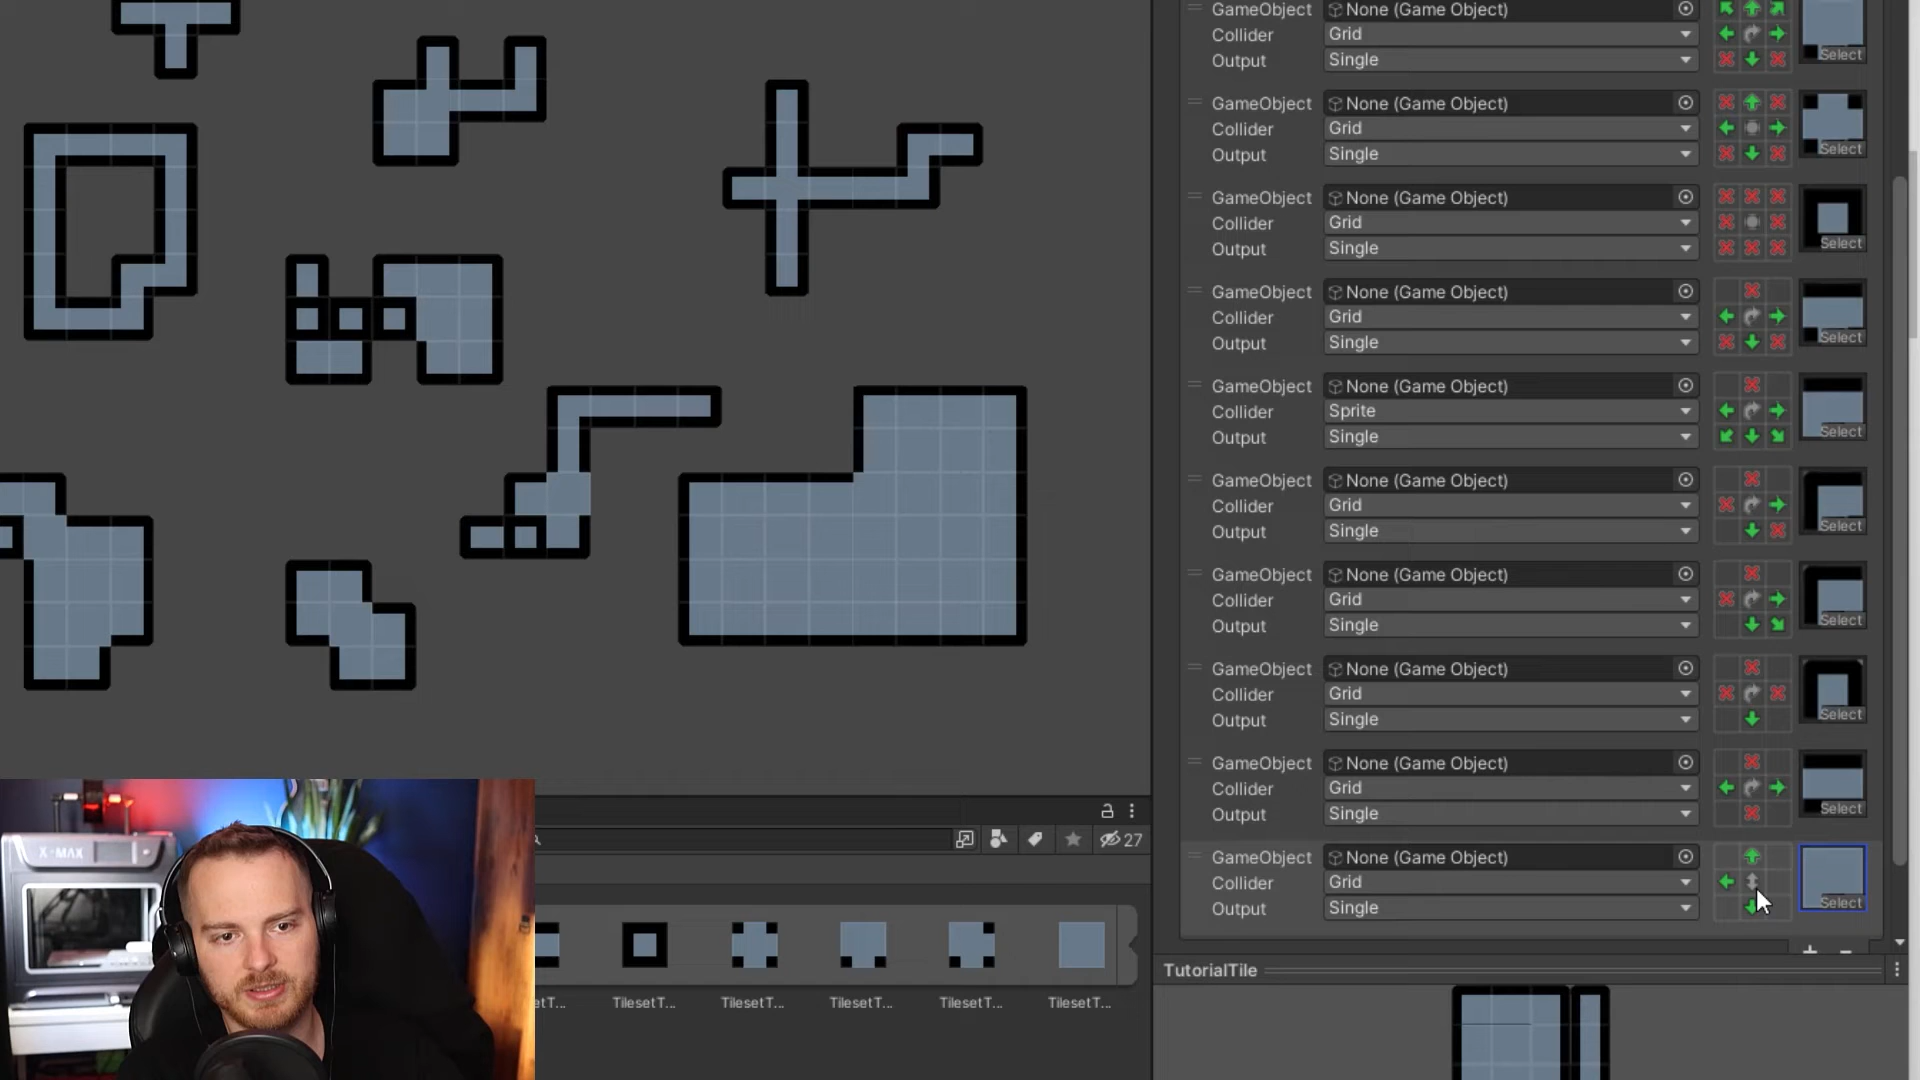 GameObject None (Game Object)
Collider Grid
Output Single
Select
GameObject None (Game Object)
Collider Grid
Output Single
Select
GameObject None (Game Object)
Collider Grid
Output Single
Select
GameObject None (Game Object)
Collider Grid
Output Single
Select
GameObject None (Game Object)
Collider Sprite
Output Single
Select
GameObject None (Game Object)
Collider Grid
Output Single
Select
GameObject None (Game Object)
Collider Grid
Output Single
Select
GameObject None (Game Object)
Collider Grid
Output Single
Select
GameObject None (Game Object)
Collider Grid
Output Single
Select
GameObject None (Game Object)
Collider Grid
Output Single
Select
27
X-MAX
etT... TilesetT... TilesetT... TilesetT... TilesetT... TilesetT...
TutorialTile